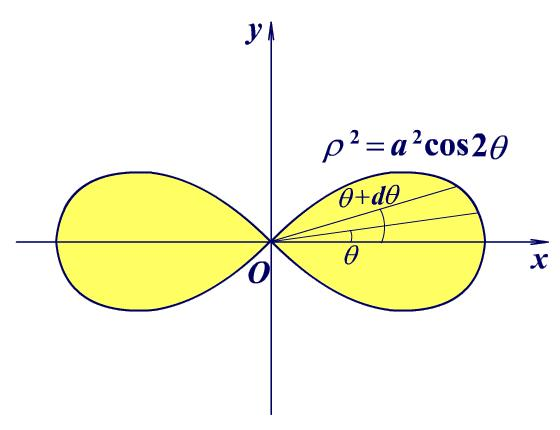 y
ρ² = a²cos2θ
θ+dθ
θ
O
x